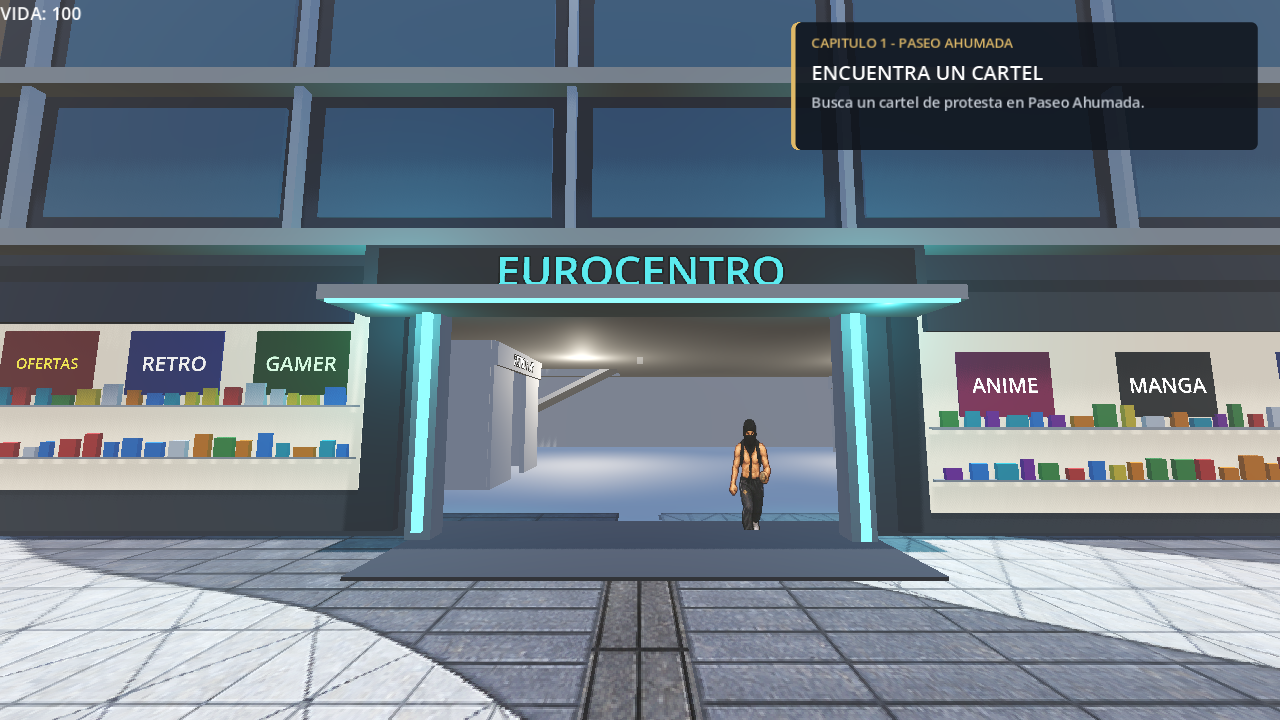 VIDA: 100
CAPITULO 1 - PASEO AHUMADA
ENCUENTRA UN CARTEL
Busca un cartel de protesta en Paseo Ahumada.
EUROCENTRO
OFERTAS
RETRO
GAMER
ANIME
MANGA